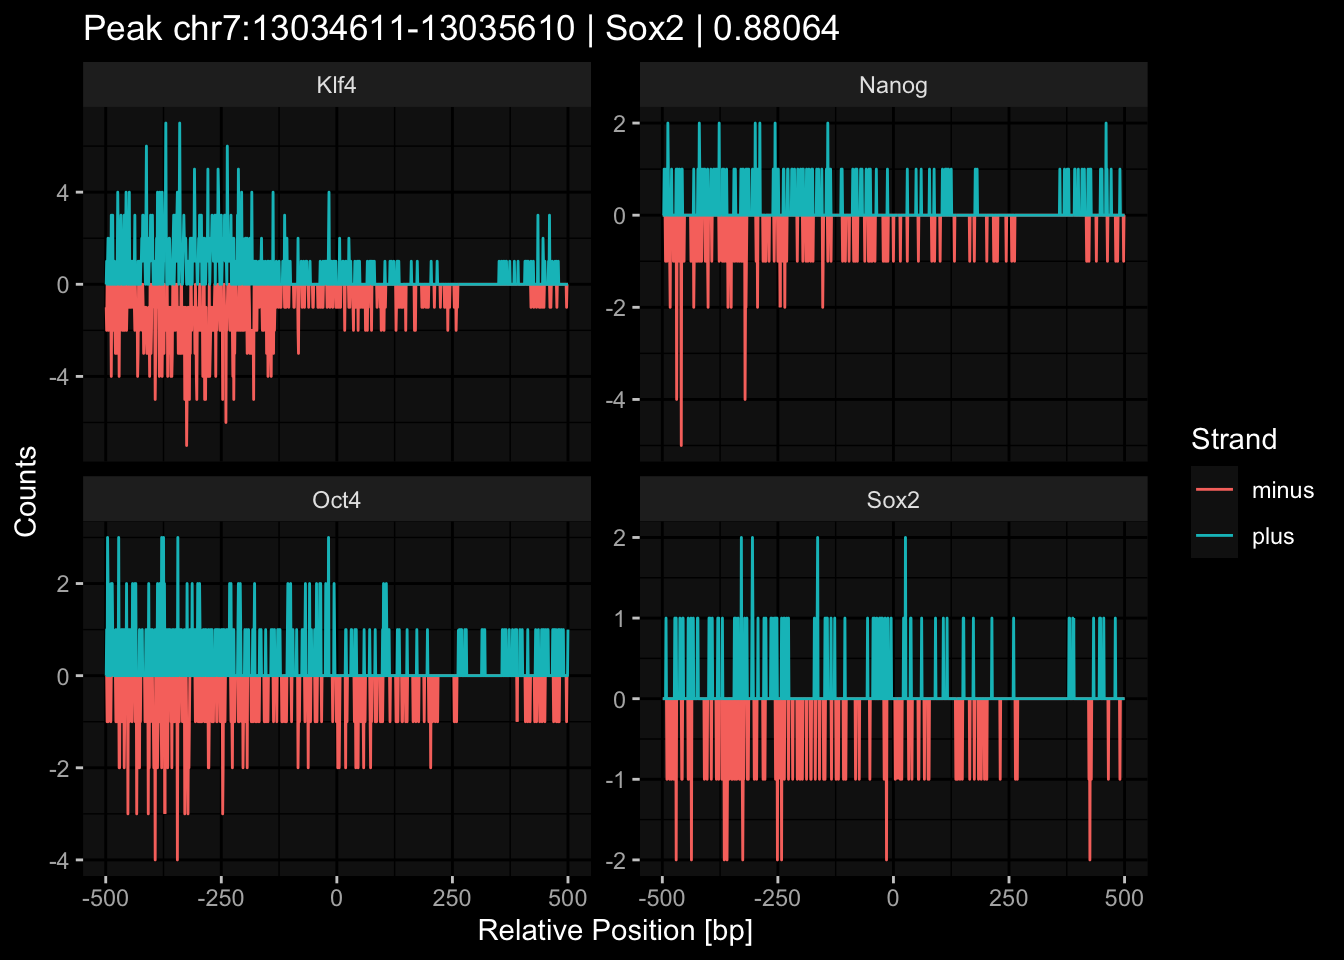 Peak chr7:13034611-13035610 | Sox2 | 0.88064
Klf4
Nanog
4
0
-4
2
0
-2
-4
Counts
Oct4
Sox2
2
0
-2
-4
2
1
0
-1
-2
-500 -250 0 250 500
-500 -250 0 250 500
Relative Position [bp]
Strand
minus
plus